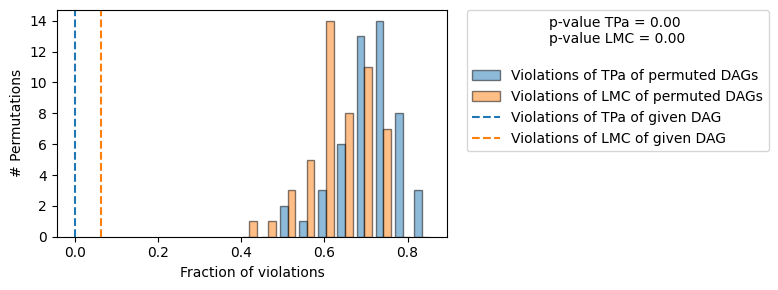 14
12
10
8
6
4
2
0
# Permutations
0.0 0.2 0.4 0.6 0.8
Fraction of violations
p-value TPa = 0.00
p-value LMC = 0.00
Violations of TPa of permuted DAGs
Violations of LMC of permuted DAGs
Violations of TPa of given DAG
Violations of LMC of given DAG